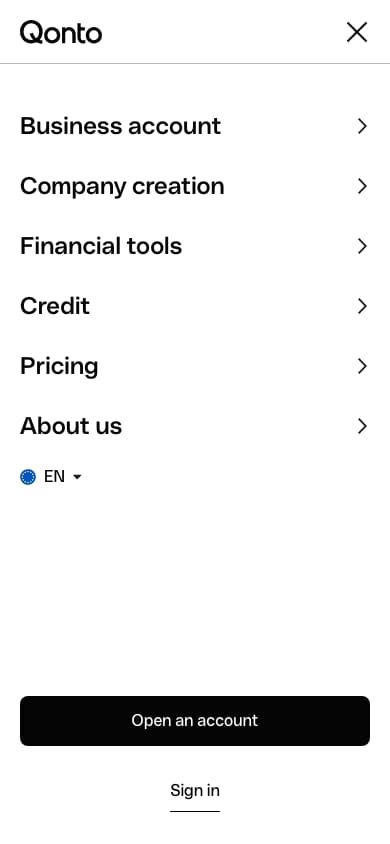 Qonto
Business account
Company creation
Financial tools
Credit
Pricing
About us
EN
Open an account
Sign in